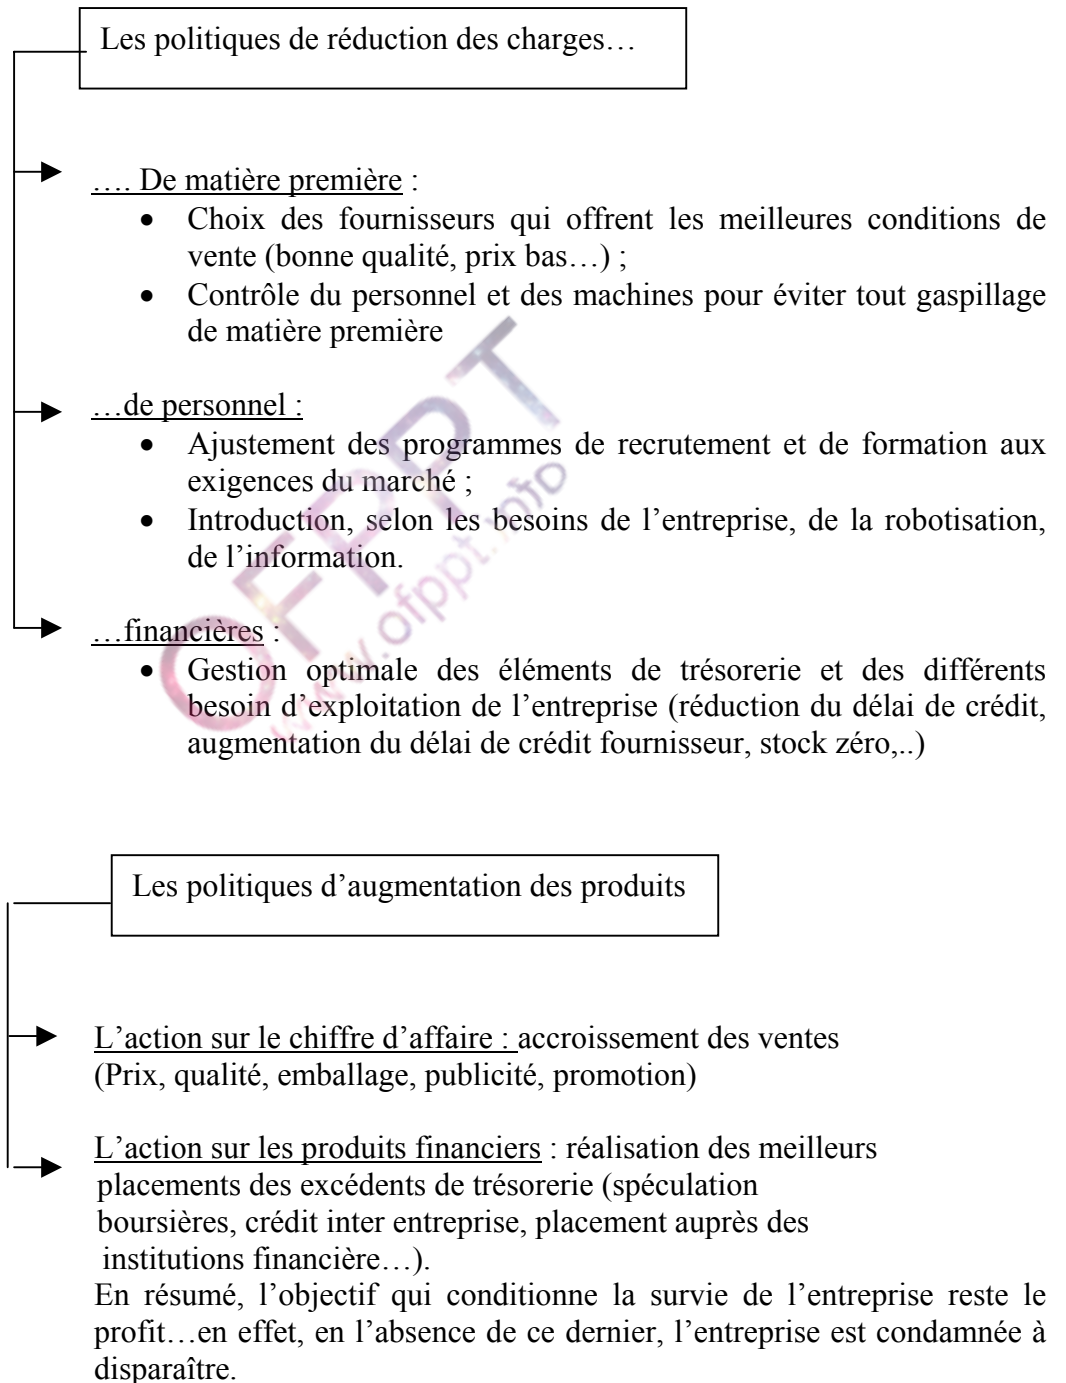 Les politiques de réduction des charges…
…. De matière première :
• Choix des fournisseurs qui offrent les meilleures conditions de
vente (bonne qualité, prix bas…) ;
• Contrôle du personnel et des machines pour éviter tout gaspillage
de matière première
…de personnel :
• Ajustement des programmes de recrutement et de formation aux
exigences du marché ;
• Introduction, selon les besoins de l’entreprise, de la robotisation,
de l’information.
…financières :
• Gestion optimale des éléments de trésorerie et des différents
besoin d’exploitation de l’entreprise (réduction du délai de crédit,
augmentation du délai de crédit fournisseur, stock zéro,..)
OFPPT
www.ofppt.info
Les politiques d’augmentation des produits
L’action sur le chiffre d’affaire : accroissement des ventes
(Prix, qualité, emballage, publicité, promotion)
L’action sur les produits financiers : réalisation des meilleurs
placements des excédents de trésorerie (spéculation
boursières, crédit inter entreprise, placement auprès des
institutions financière…).
En résumé, l’objectif qui conditionne la survie de l’entreprise reste le
profit…en effet, en l’absence de ce dernier, l’entreprise est condamnée à
disparaître.